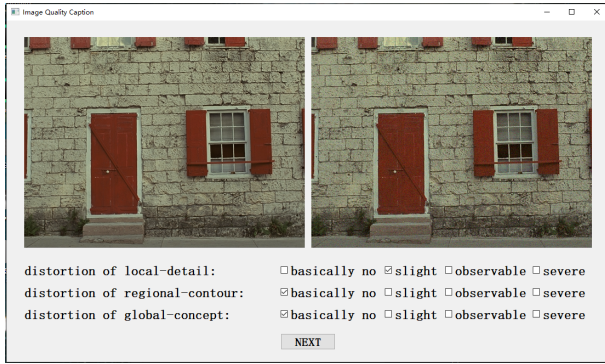 Image Quality Caption
distortion of local-detail: basically no slight observable severe
distortion of regional-contour: basically no slight observable severe
distortion of global-concept: basically no slight observable severe
NEXT